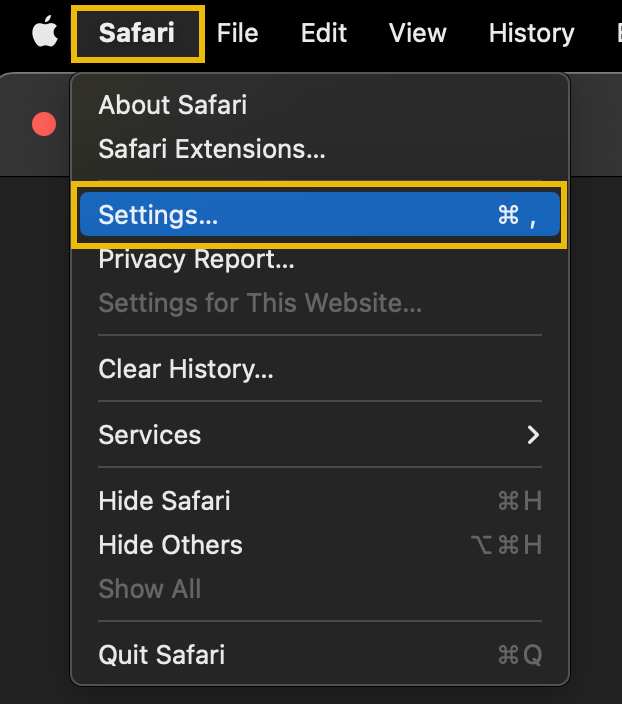 Safari File Edit View History
About Safari
Safari Extensions...
Settings... ⌘ ,
Privacy Report...
Settings for This Website...
Clear History...
Services
Hide Safari ⌘H
Hide Others ⌥⌘H
Show All
Quit Safari ⌘Q